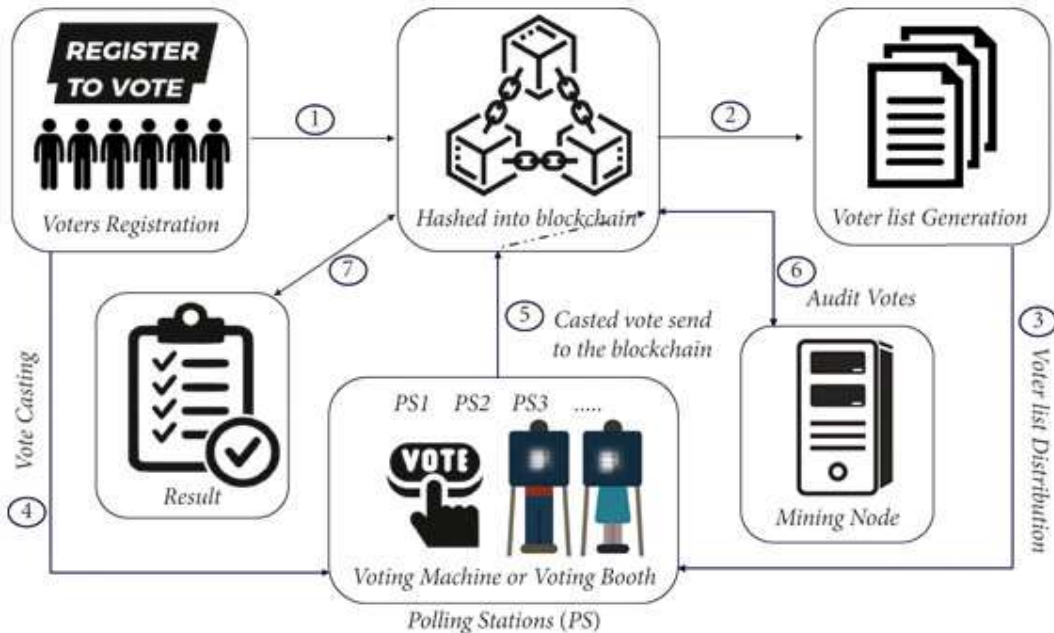 REGISTER
TO VOTE
Voters Registration
1
Hashed into blockchain
2
Voter list Generation
7
6
Audit Votes
5
Casted vote send
to the blockchain
3
Voter list Distribution
Vote Casting
4
Result
PS1 PS2 PS3 .....
VOTE
Voting Machine or Voting Booth
Mining Node
Polling Stations (PS)